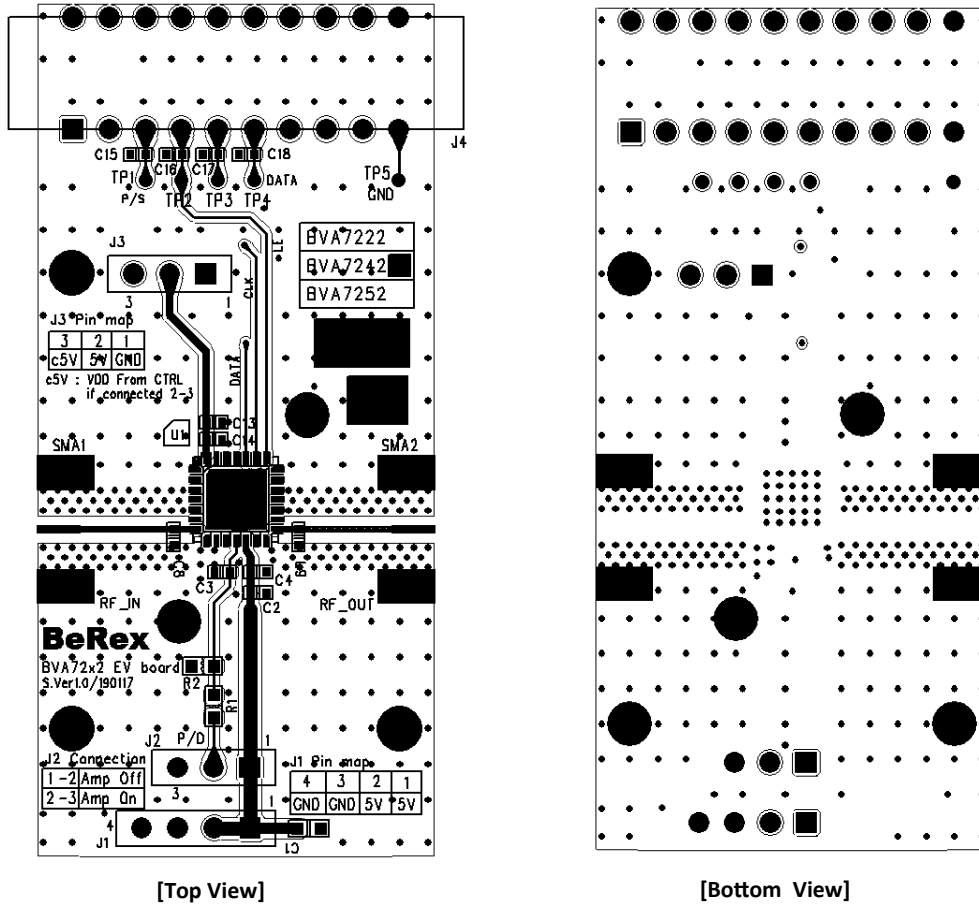 J4
C15 C16 C17 C18
TP1 TP2 TP3 TP4 DATA TP5
P/S GND
LE
BVA7222
BVA7242
BVA7252
J3
3 1
CLK
J3 Pin map
3 2 1
c5V 5V GND
c5V : VDD From CTRL
if connected 2-3
DATA
C13
U1 C14
SMA1 SMA2
C8 C9
C3 C4
C2
RF_IN RF_OUT
BeRex
BVA72x2 EV board
S.Ver1.0/190117
R2
R1
J2 P/D 1
3
J2 Connection
1-2 Amp Off
2-3 Amp On
J1 Pin map
4 3 2 1
GND GND 5V 5V
4 1
J1 C1
[Top View] [Bottom View]